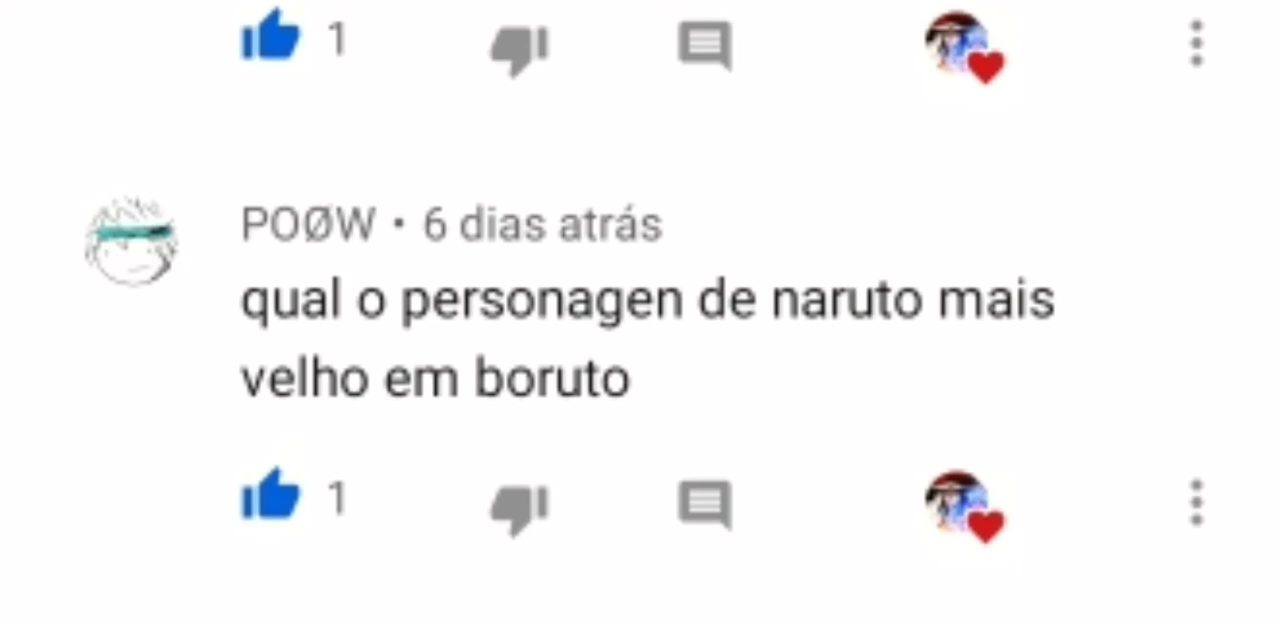 1
POØW • 6 dias atrás
qual o personagen de naruto mais
velho em boruto
1